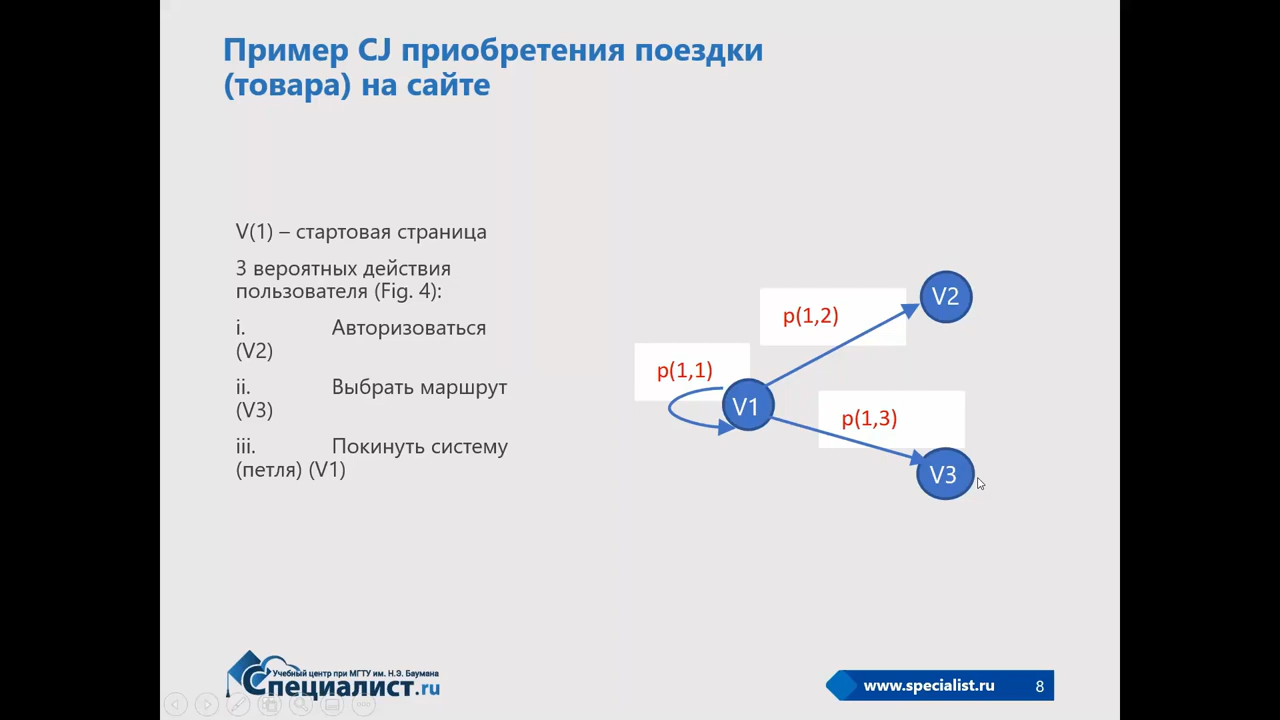 Пример CJ приобретения поездки
(товара) на сайте
V(1) – стартовая страница
3 вероятных действия
пользователя (Fig. 4):
i. Авторизоваться
(V2)
ii. Выбрать маршрут
(V3)
iii. Покинуть систему
(петля) (V1)
V2
p(1,2)
p(1,1)
V1
p(1,3)
V3
Учебный центр при МГТУ им. Н.Э. Баумана
Специалист.ru
www.specialist.ru
8